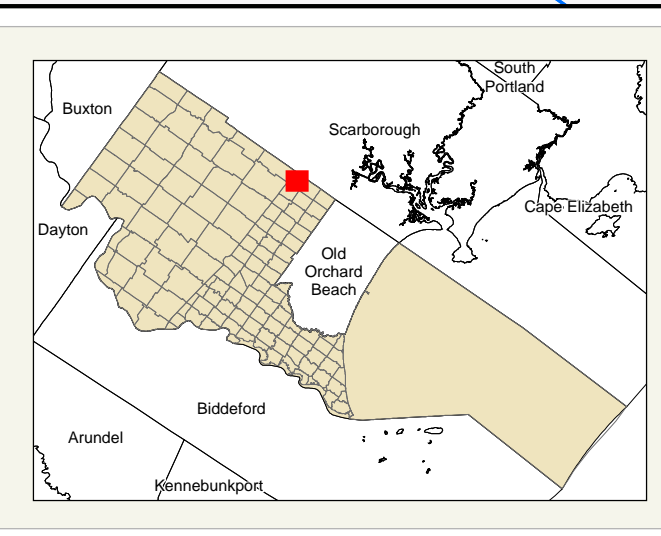 South
Portland
Buxton
Scarborough
Cape Elizabeth
Dayton
Old
Orchard
Beach
Biddeford
Arundel
Kennebunkport